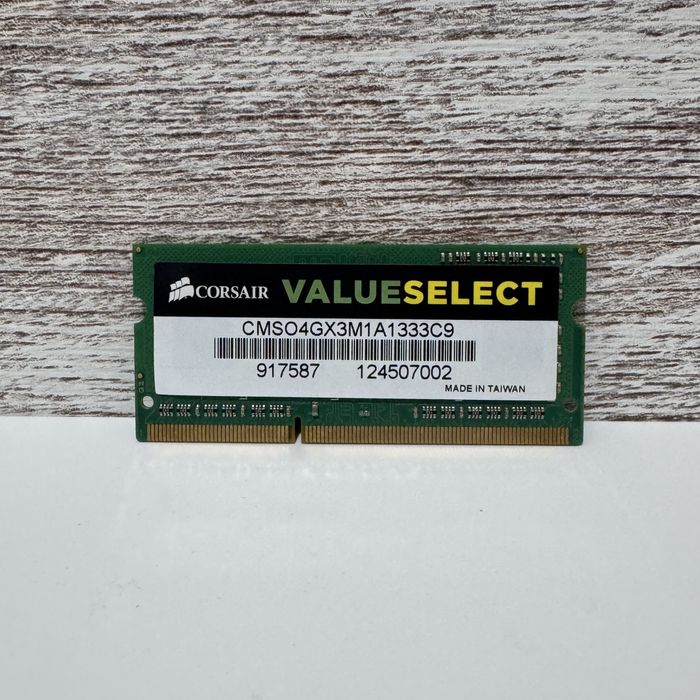 CORSAIR VALUESELECT
CMSO4GX3M1A1333C9
917587 124507002
MADE IN TAIWAN